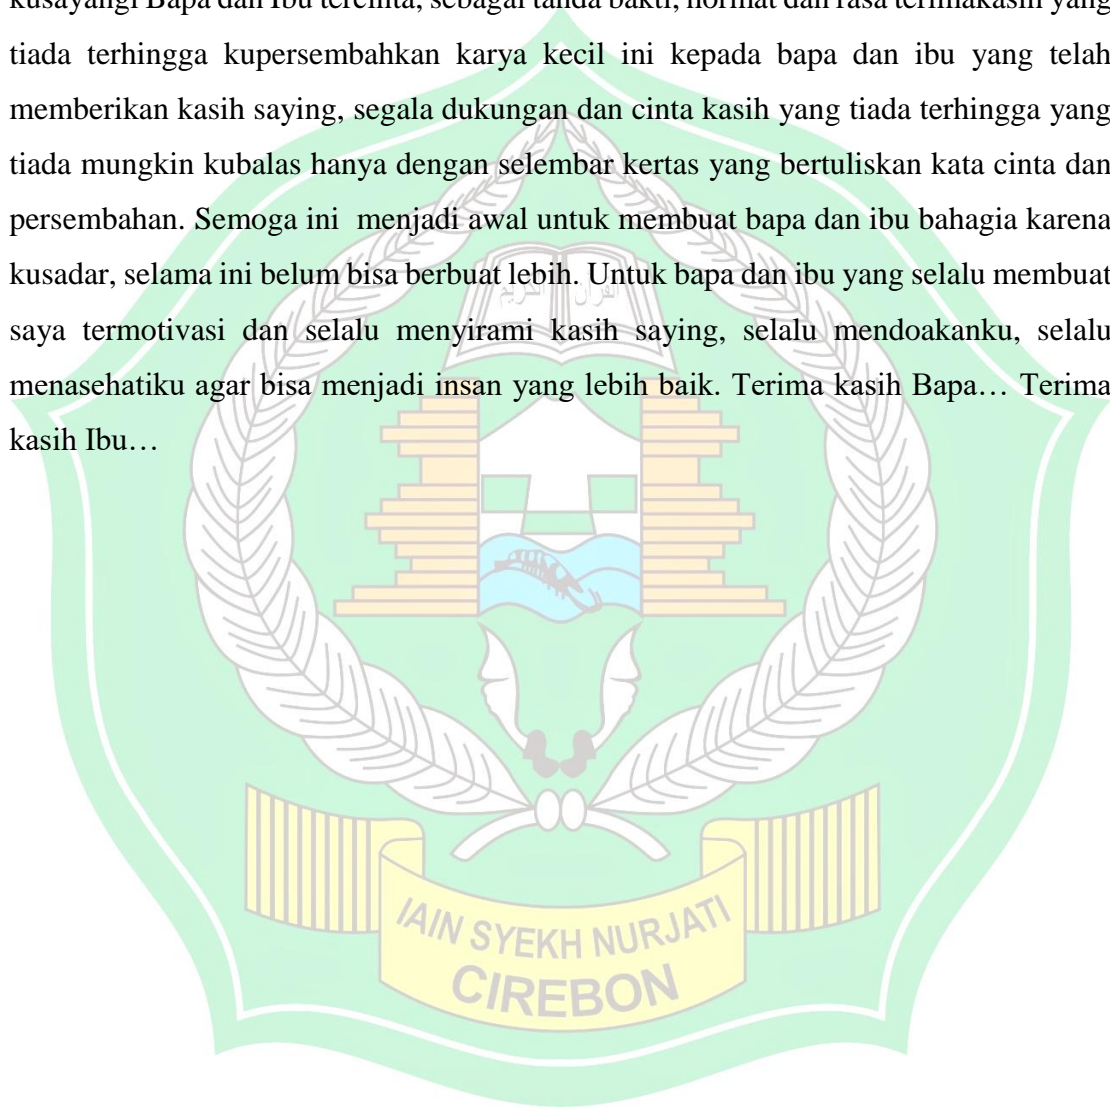 kusayangi Bapa dan Ibu tercinta, sebagai tanda bakti, hormat dan rasa terimakasih yang
tiada terhingga kupersembahkan karya kecil ini kepada bapa dan ibu yang telah
memberikan kasih saying, segala dukungan dan cinta kasih yang tiada terhingga yang
tiada mungkin kubalas hanya dengan selembar kertas yang bertuliskan kata cinta dan
persembahan. Semoga ini  menjadi awal untuk membuat bapa dan ibu bahagia karena
kusadar, selama ini belum bisa berbuat lebih. Untuk bapa dan ibu yang selalu membuat
saya termotivasi dan selalu menyirami kasih saying, selalu mendoakanku, selalu
menasehatiku agar bisa menjadi insan yang lebih baik. Terima kasih Bapa… Terima
kasih Ibu…
IAIN SYEKH NURJATI
CIREBON